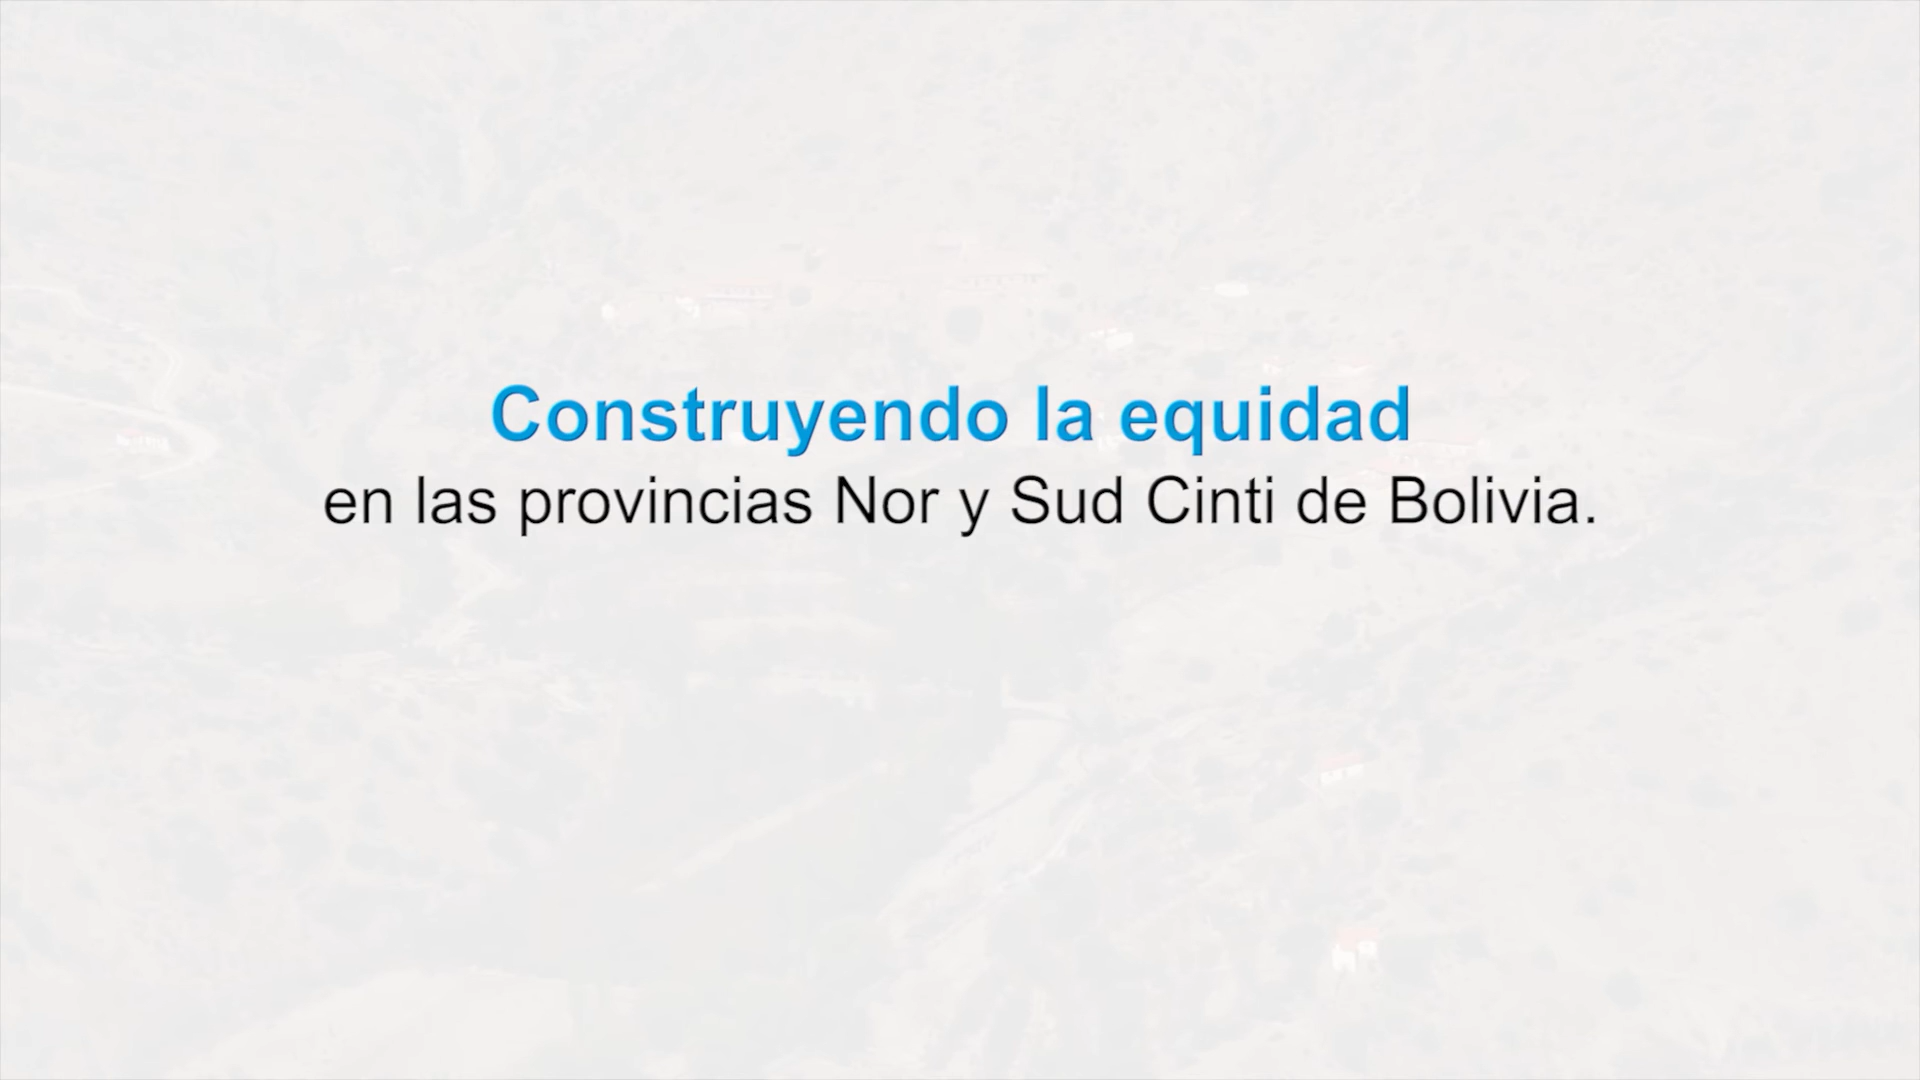 Construyendo la equidad
en las provincias Nor y Sud Cinti de Bolivia.